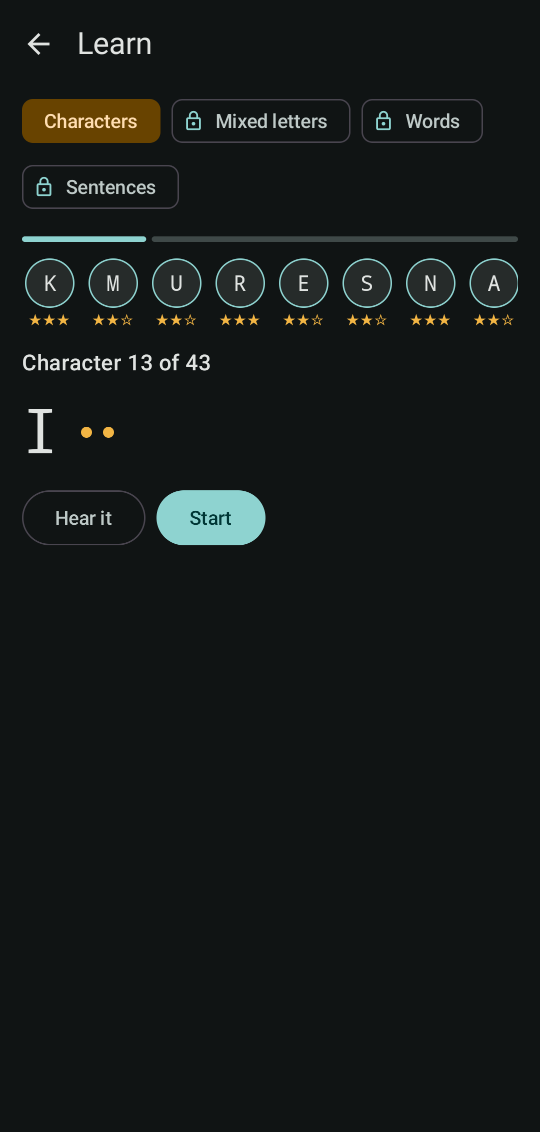 Learn
Characters Mixed letters Words
Sentences
K M U R E S N A
★★★ ★★☆ ★★☆ ★★★ ★★☆ ★★☆ ★★★ ★★☆
Character 13 of 43
I ••
Hear it Start